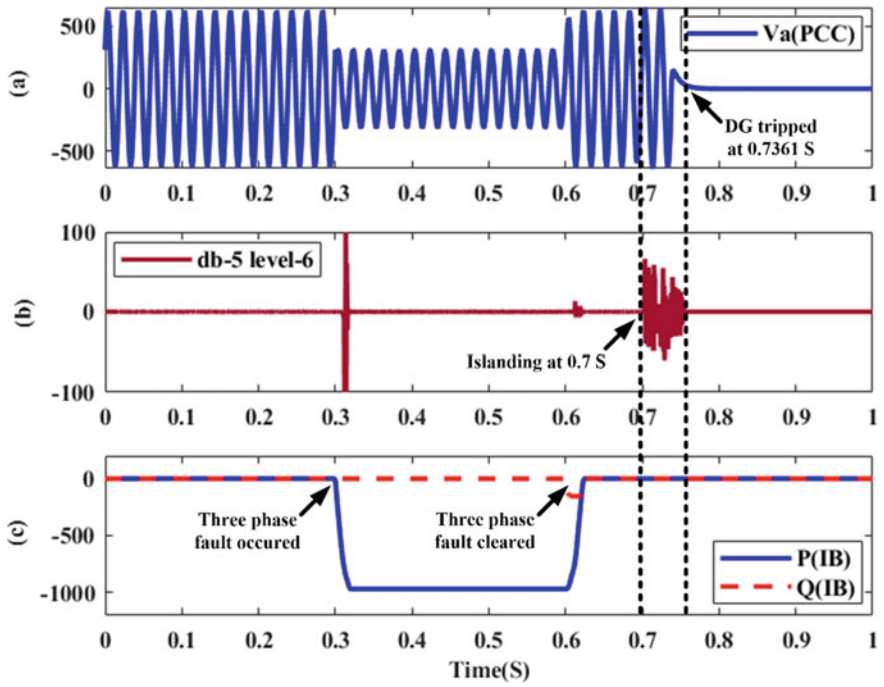 500
0
-500
(a)
Va(PCC)
DG tripped
at 0.7361 S
0 0.1 0.2 0.3 0.4 0.5 0.6 0.7 0.8 0.9 1
100
0
-100
(b)
db-5 level-6
Islanding at 0.7 S
0 0.1 0.2 0.3 0.4 0.5 0.6 0.7 0.8 0.9 1
0
-500
-1000
(c)
Three phase
fault occured
Three phase
fault cleared
P(IB)
Q(IB)
0 0.1 0.2 0.3 0.4 0.5 0.6 0.7 0.8 0.9 1
Time(S)